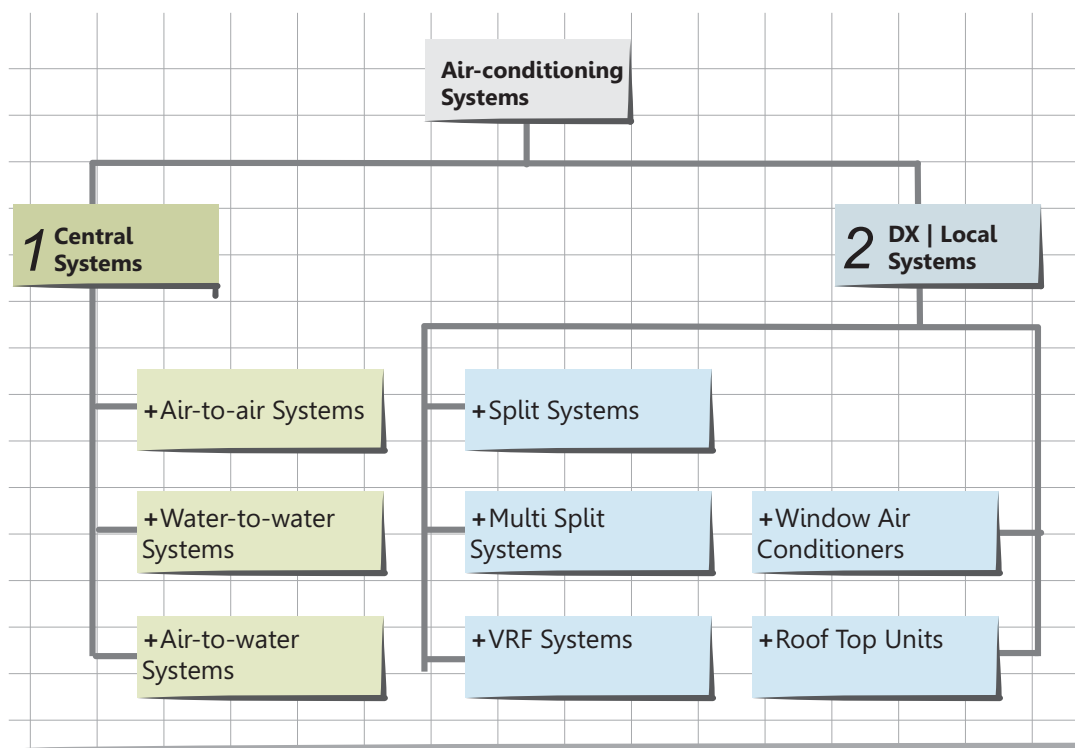 Air-conditioning
Systems
1 Central
Systems
2 DX | Local
Systems
+Air-to-air Systems
+Water-to-water
Systems
+Air-to-water
Systems
+Split Systems
+Multi Split
Systems
+VRF Systems
+Window Air
Conditioners
+Roof Top Units